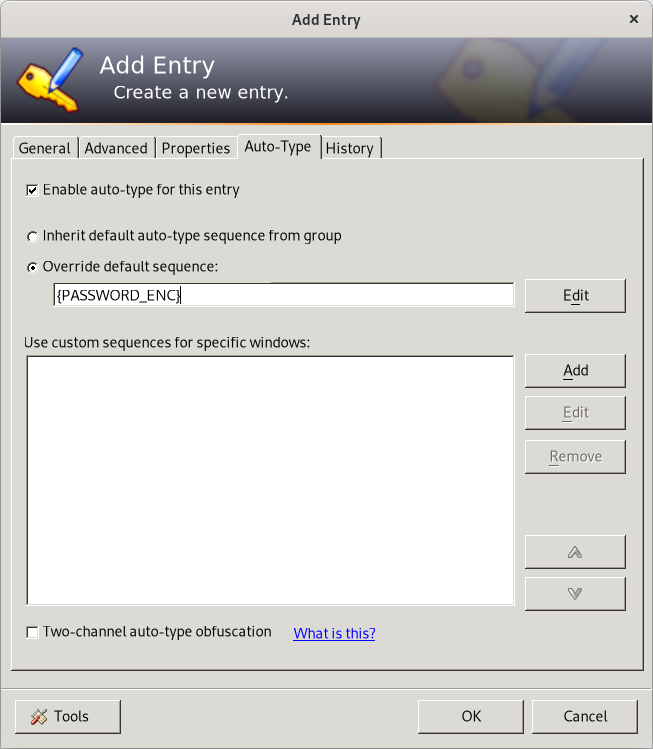 Add Entry
Add Entry
Create a new entry.
General Advanced Properties Auto-Type History
Enable auto-type for this entry
Inherit default auto-type sequence from group
Override default sequence:
{PASSWORD_ENC}
Edit
Use custom sequences for specific windows:
Add
Edit
Remove
Two-channel auto-type obfuscation What is this?
Tools OK Cancel